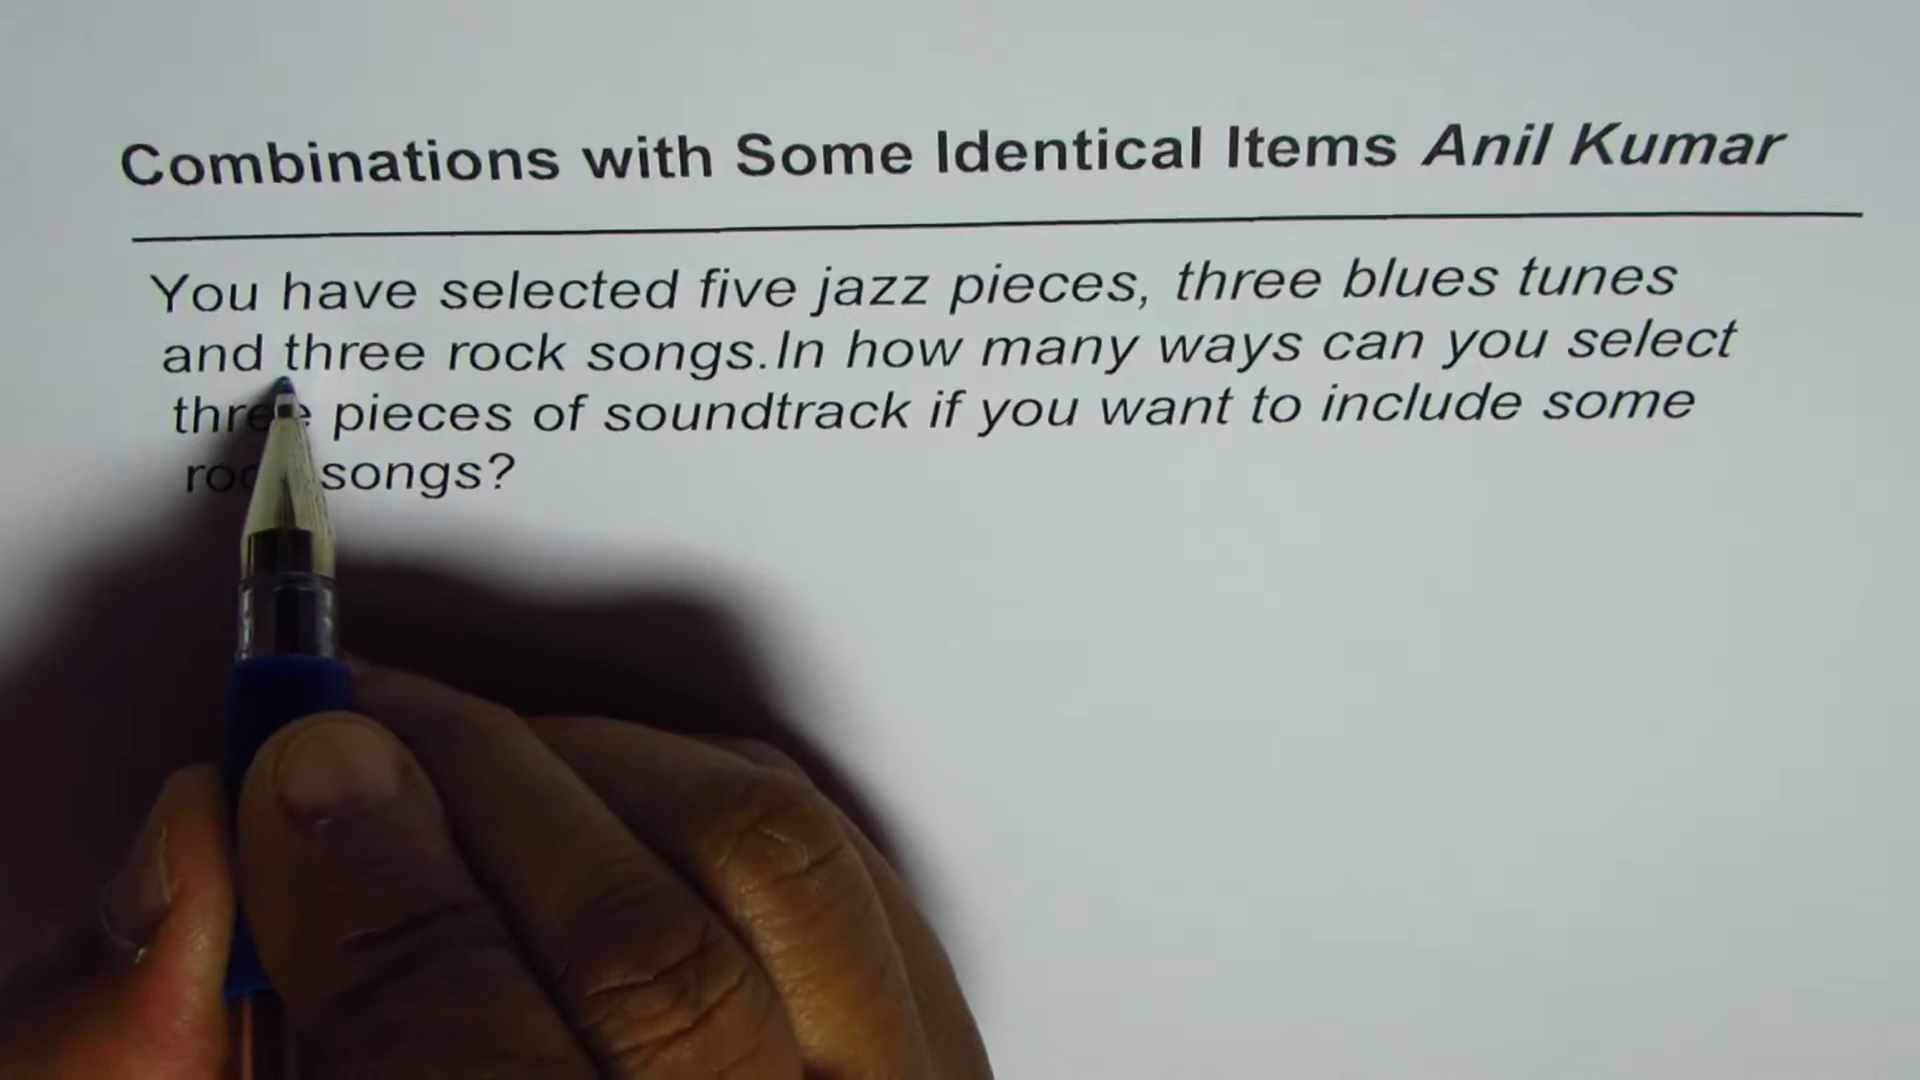 Combinations with Some Identical Items Anil Kumar
You have selected five jazz pieces, three blues tunes
and three rock songs.In how many ways can you select
three pieces of soundtrack if you want to include some
songs?